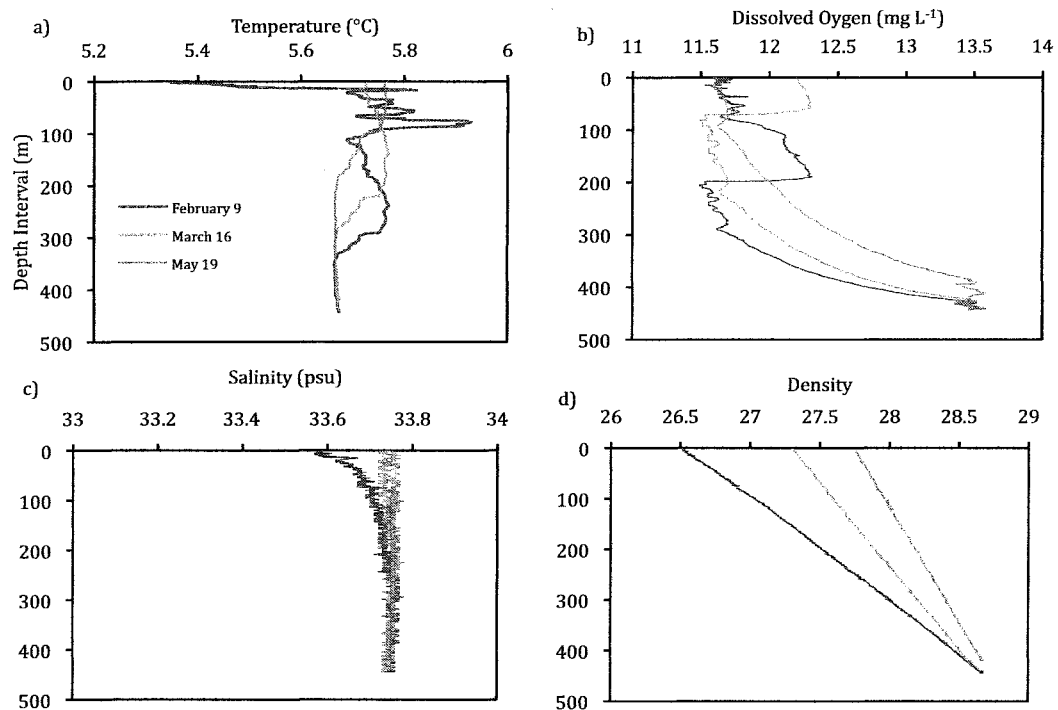 a)
Temperature (°C)
5.2 5.4 5.6 5.8 6
0
100
200
300
400
500
Depth Interval (m)
February 9
March 16
May 19
b)
Dissolved Oygen (mg L-1)
11 11.5 12 12.5 13 13.5 14
0
100
200
300
400
500
c)
Salinity (psu)
33 33.2 33.4 33.6 33.8 34
0
100
200
300
400
500
d)
Density
26 26.5 27 27.5 28 28.5 29
0
100
200
300
400
500